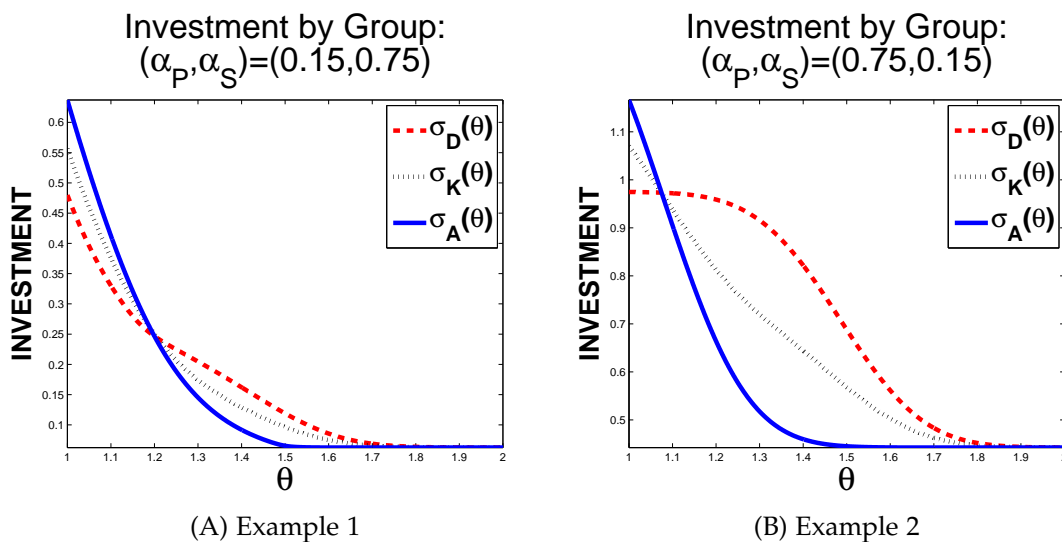 Investment by Group:
(α_P,α_S)=(0.15,0.75)
INVESTMENT
0.6
0.55
0.5
0.45
0.4
0.35
0.3
0.25
0.2
0.15
0.1
1 1.1 1.2 1.3 1.4 1.5 1.6 1.7 1.8 1.9 2
θ
σ_D(θ)
σ_K(θ)
σ_A(θ)
(A) Example 1
Investment by Group:
(α_P,α_S)=(0.75,0.15)
INVESTMENT
1.1
1
0.9
0.8
0.7
0.6
0.5
1 1.1 1.2 1.3 1.4 1.5 1.6 1.7 1.8 1.9
θ
σ_D(θ)
σ_K(θ)
σ_A(θ)
(B) Example 2